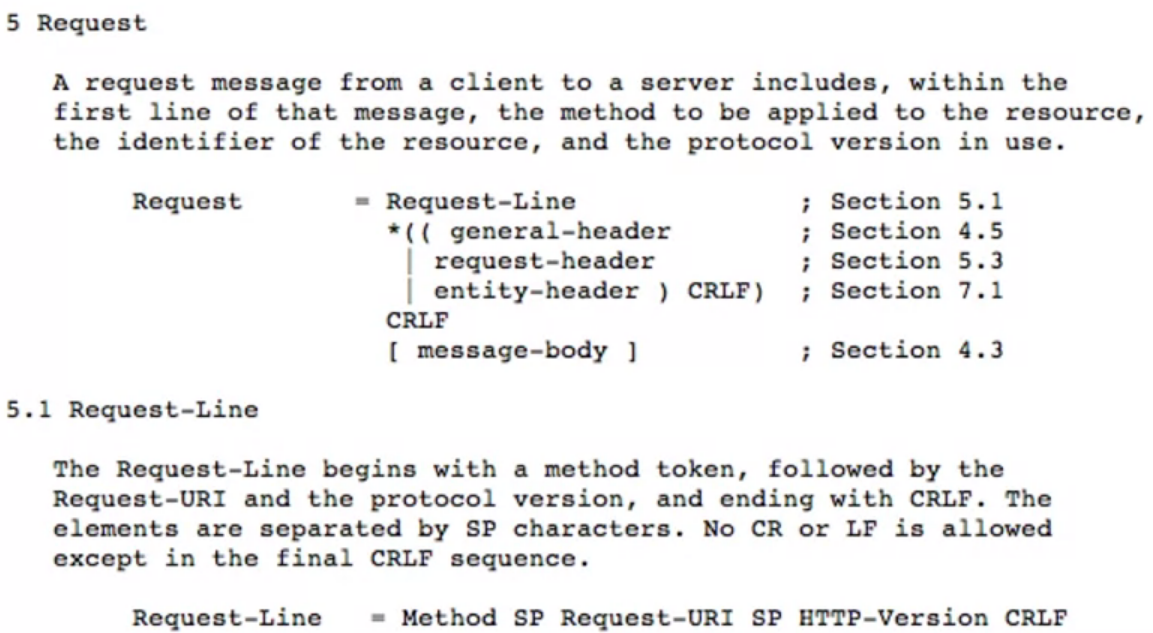 5 Request
A request message from a client to a server includes, within the
first line of that message, the method to be applied to the resource,
the identifier of the resource, and the protocol version in use.
Request = Request-Line ; Section 5.1
*(( general-header ; Section 4.5
| request-header ; Section 5.3
| entity-header ) CRLF) ; Section 7.1
CRLF
[ message-body ] ; Section 4.3
5.1 Request-Line
The Request-Line begins with a method token, followed by the
Request-URI and the protocol version, and ending with CRLF. The
elements are separated by SP characters. No CR or LF is allowed
except in the final CRLF sequence.
Request-Line = Method SP Request-URI SP HTTP-Version CRLF